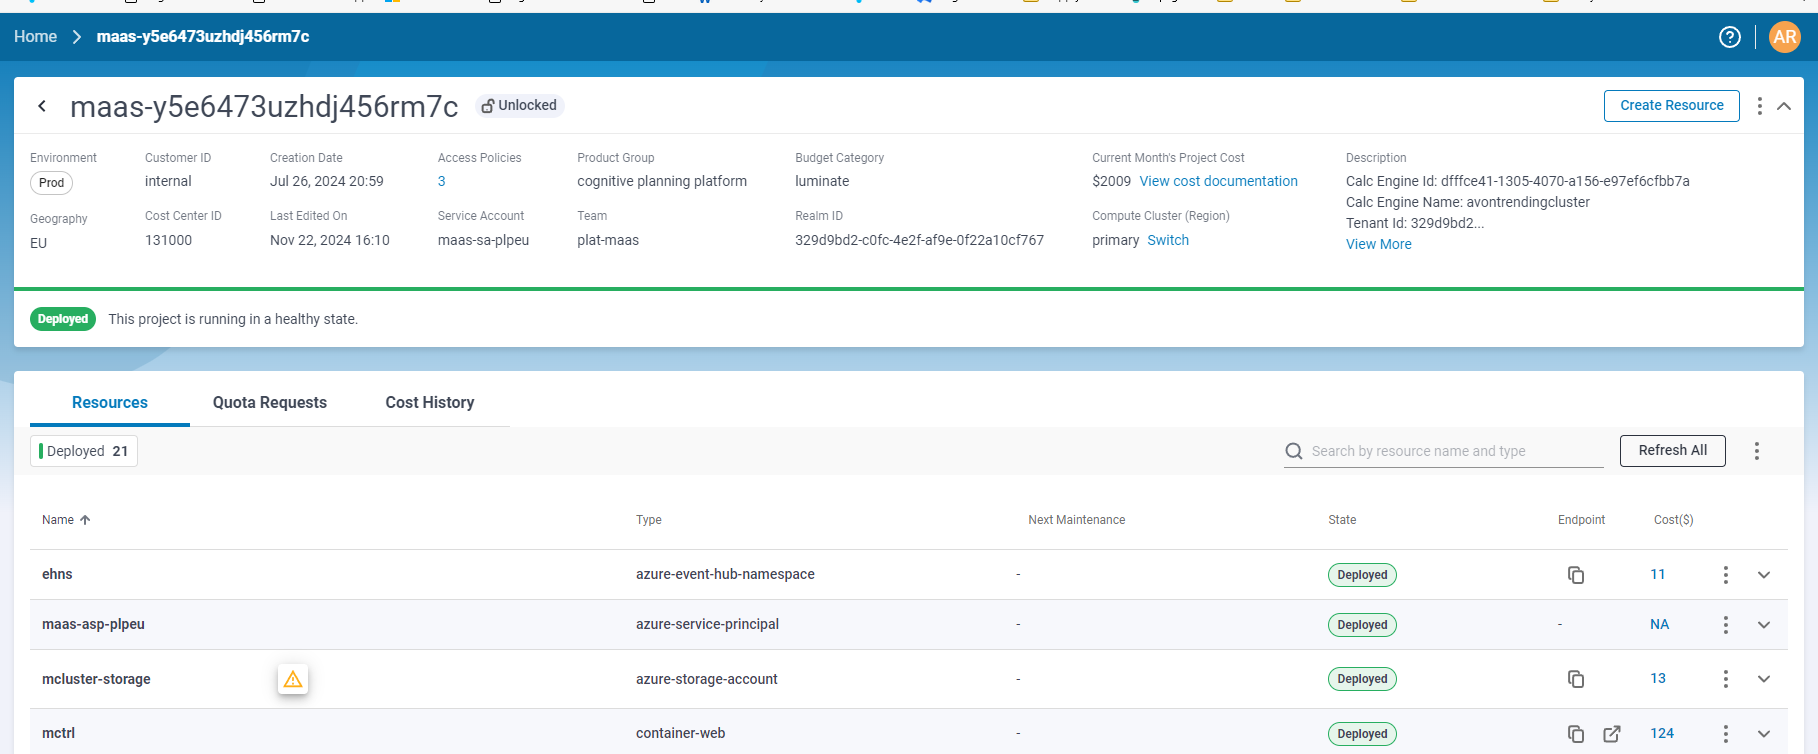 Home > maas-y5e6473uzhdj456rm7c
AR
maas-y5e6473uzhdj456rm7c Unlocked Create Resource
Environment Customer ID Creation Date Access Policies Product Group Budget Category Current Month's Project Cost Description
Prod internal Jul 26, 2024 20:59 3 cognitive planning platform luminate $2009 View cost documentation Calc Engine Id: dfffce41-1305-4070-a156-e97ef6cfbb7a
Calc Engine Name: avontrendingcluster
Geography Cost Center ID Last Edited On Service Account Team Realm ID Compute Cluster (Region) Tenant Id: 329d9bd2...
EU 131000 Nov 22, 2024 16:10 maas-sa-plpeu plat-maas 329d9bd2-c0fc-4e2f-af9e-0f22a10cf767 primary Switch View More
Deployed This project is running in a healthy state.
Resources Quota Requests Cost History
Deployed 21 Search by resource name and type Refresh All
Name Type Next Maintenance State Endpoint Cost($)
ehns azure-event-hub-namespace - Deployed 11
maas-asp-plpeu azure-service-principal - Deployed - NA
mcluster-storage azure-storage-account - Deployed 13
mctrl container-web - Deployed 124